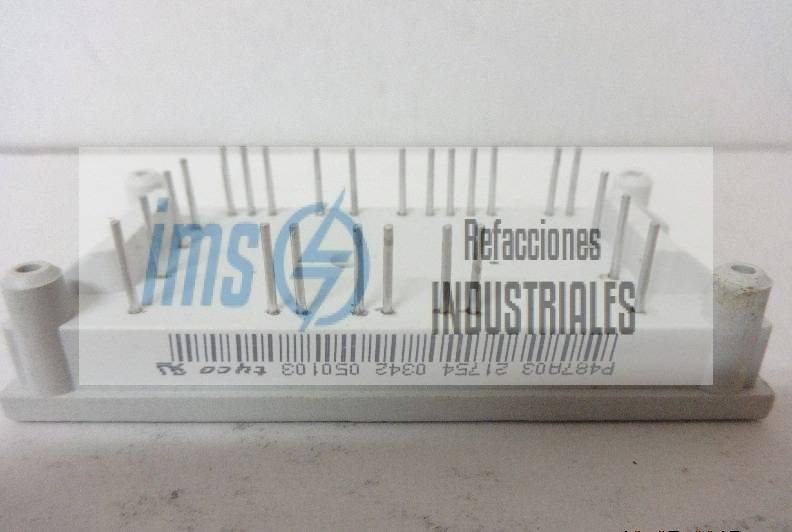 ims
Refacciones
INDUSTRIALES
P487A03 21754 0342 050103 tyco